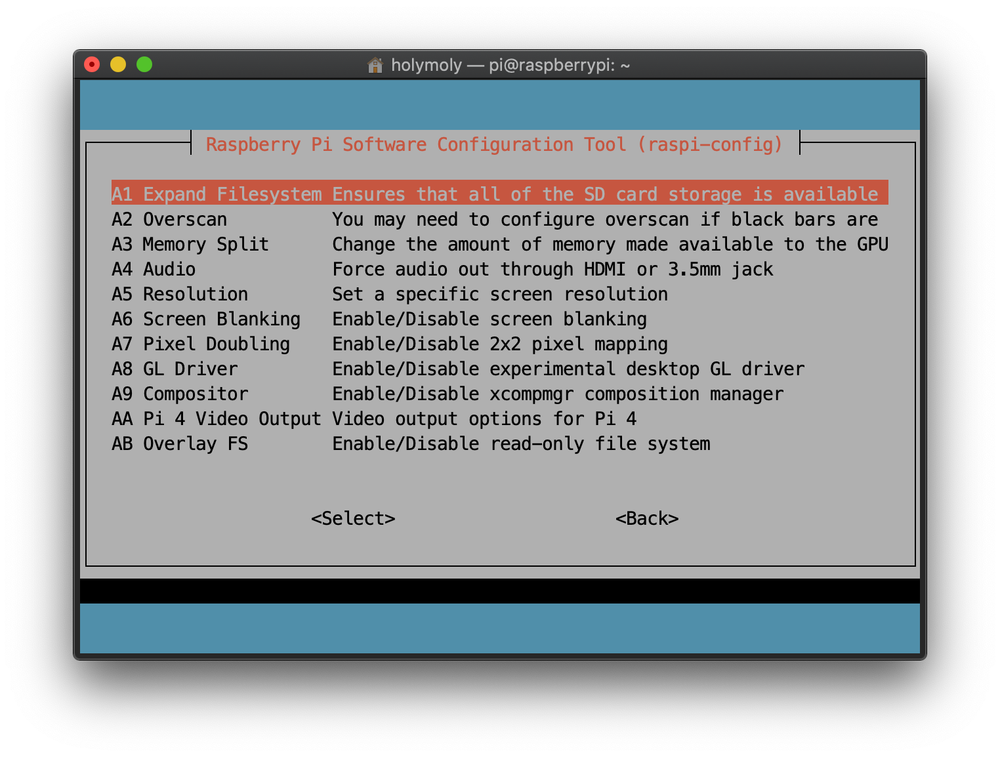 holymoly — pi@raspberrypi: ~
Raspberry Pi Software Configuration Tool (raspi-config)
A1 Expand Filesystem Ensures that all of the SD card storage is available
A2 Overscan You may need to configure overscan if black bars are
A3 Memory Split Change the amount of memory made available to the GPU
A4 Audio Force audio out through HDMI or 3.5mm jack
A5 Resolution Set a specific screen resolution
A6 Screen Blanking Enable/Disable screen blanking
A7 Pixel Doubling Enable/Disable 2x2 pixel mapping
A8 GL Driver Enable/Disable experimental desktop GL driver
A9 Compositor Enable/Disable xcompmgr composition manager
AA Pi 4 Video Output Video output options for Pi 4
AB Overlay FS Enable/Disable read-only file system
<Select> <Back>